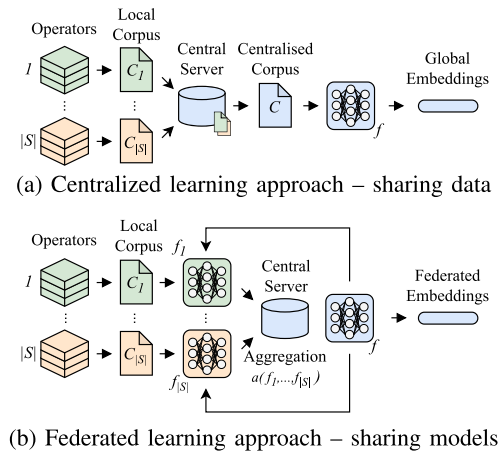 Operators
Local
Corpus
Central
Server
Centralised
Corpus
Global
Embeddings
1
C1
C
f
|S|
C|S|
(a) Centralized learning approach – sharing data
Operators
Local
Corpus
f1
Central
Server
Federated
Embeddings
1
C1
|S|
C|S|
f|S|
Aggregation
a(f1,...,f|S|)
f
(b) Federated learning approach – sharing models